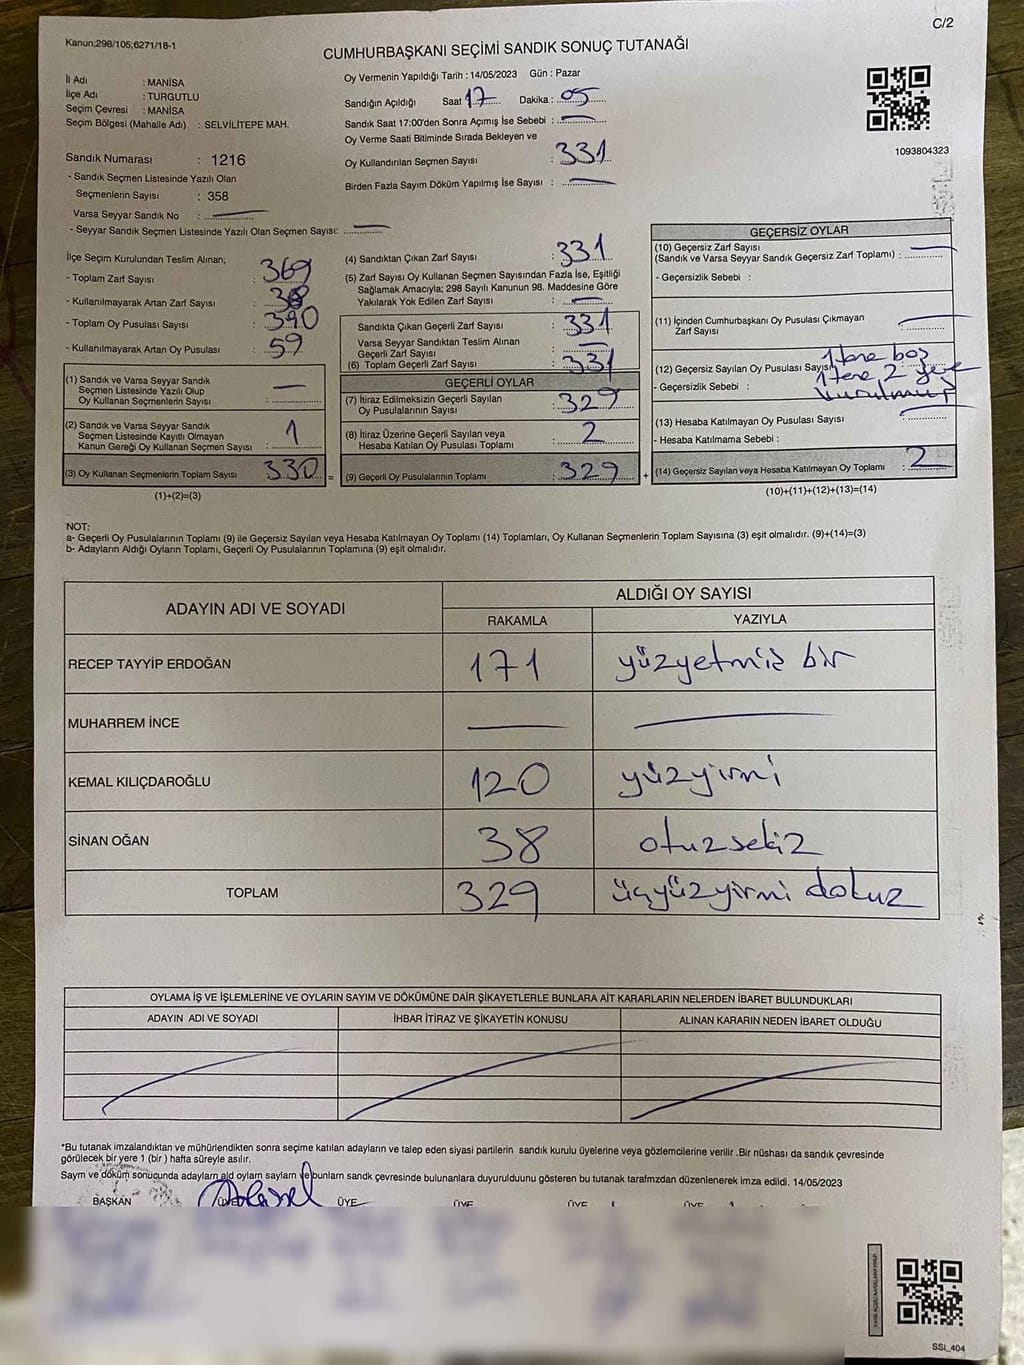 C/2
Kanun;298/105;6271/18-1
CUMHURBAŞKANI SEÇİMİ SANDIK SONUÇ TUTANAĞI
İl Adı : MANİSA
İlçe Adı : TURGUTLU
Seçim Çevresi : MANİSA
Seçim Bölgesi (Mahalle Adı) : SELVİLİTEPE MAH.
Sandık Numarası : 1216
- Sandık Seçmen Listesinde Yazılı Olan
Seçmenlerin Sayısı : 358
Varsa Seyyar Sandık No :
- Seyyar Sandık Seçmen Listesinde Yazılı Olan Seçmen Sayısı:
Oy Vermenin Yapıldığı Tarih : 14/05/2023 Gün : Pazar
Sandığın Açıldığı Saat 17 Dakika : 05
Sandık Saat 17:00'den Sonra Açımış İse Sebebi :
Oy Verme Saati Bitiminde Sırada Bekleyen ve
Oy Kullandırılan Seçmen Sayısı : 331
Birden Fazla Sayım Döküm Yapılmış İse Sayısı :
1093804323
İlçe Seçim Kurulundan Teslim Alınan;
- Toplam Zarf Sayısı : 369
- Kullanılmayarak Artan Zarf Sayısı : 38
- Toplam Oy Pusulası Sayısı : 390
- Kullanılmayarak Artan Oy Pusulası : 59
(1) Sandık ve Varsa Seyyar Sandık
Seçmen Listesinde Yazılı Olup
Oy Kullanan Seçmenlerin Sayısı :
(2) Sandık ve Varsa Seyyar Sandık
Seçmen Listesinde Kayıtlı Olmayan
Kanun Gereği Oy Kullanan Seçmen Sayısı : 1
(3) Oy Kullanan Seçmenlerin Toplam Sayısı : 330
(1)+(2)=(3)
(4) Sandıktan Çıkan Zarf Sayısı : 331
(5) Zarf Sayısı Oy Kullanan Seçmen Sayısından Fazla İse, Eşitliği
Sağlamak Amacıyla; 298 Sayılı Kanunun 98. Maddesine Göre
Yakılarak Yok Edilen Zarf Sayısı :
Sandıkta Çıkan Geçerli Zarf Sayısı : 331
Varsa Seyyar Sandıktan Teslim Alınan
Geçerli Zarf Sayısı :
(6) Toplam Geçerli Zarf Sayısı : 331
GEÇERLİ OYLAR
(7) İtiraz Edilmeksizin Geçerli Sayılan
Oy Pusulalarının Sayısı : 329
(8) İtiraz Üzerine Geçerli Sayılan veya
Hesaba Katılan Oy Pusulası Toplamı : 2
= (9) Geçerli Oy Pusulalarının Toplamı : 329 +
GEÇERSİZ OYLAR
(10) Geçersiz Zarf Sayısı
(Sandık ve Varsa Seyyar Sandık Geçersiz Zarf Toplamı) :
- Geçersizlik Sebebi :
(11) İçinden Cumhurbaşkanı Oy Pusulası Çıkmayan
Zarf Sayısı :
(12) Geçersiz Sayılan Oy Pusulası Sayısı 1 tane boş
- Geçersizlik Sebebi : 1 tane 2 yere
vurulmuş
(13) Hesaba Katılmayan Oy Pusulası Sayısı :
- Hesaba Katılmama Sebebi :
(14) Geçersiz Sayılan veya Hesaba Katılmayan Oy Toplamı : 2
(10)+(11)+(12)+(13)=(14)
NOT:
a- Geçerli Oy Pusulalarının Toplamı (9) ile Geçersiz Sayılan veya Hesaba Katılmayan Oy Toplamı (14) Toplamları, Oy Kullanan Seçmenlerin Toplam Sayısına (3) eşit olmalıdır. (9)+(14)=(3)
b- Adayların Aldığı Oyların Toplamı, Geçerli Oy Pusulalarının Toplamına (9) eşit olmalıdır.
ADAYIN ADI VE SOYADI ALDIĞI OY SAYISI
RAKAMLA YAZIYLA
RECEP TAYYİP ERDOĞAN 171 yüzyetmiş bir
MUHARREM İNCE
KEMAL KILIÇDAROĞLU 120 yüzyirmi
SİNAN OĞAN 38 otuzsekiz
TOPLAM 329 üçyüzyirmi dokuz
OYLAMA İŞ VE İŞLEMLERİNE VE OYLARIN SAYIM VE DÖKÜMÜNE DAİR ŞİKAYETLERLE BUNLARA AİT KARARLARIN NELERDEN İBARET BULUNDUKLARI
ADAYIN ADI VE SOYADI İHBAR İTİRAZ VE ŞİKAYETİN KONUSU ALINAN KARARIN NEDEN İBARET OLDUĞU
*Bu tutanak imzalandıktan ve mühürlendikten sonra seçime katılan adayların ve talep eden siyasi partilerin sandık kurulu üyelerine veya gözlemcilerine verilir .Bir nüshası da sandık çevresinde
görülecek bir yere 1 (bir ) hafta süreyle asılır.
Sayım ve döküm sonucunda adayların ald oyların sayların ve bunların sandk çevresinde bulunanlara duyurulduunu gösteren bu tutanak tarafmzdan düzenlenerek imza edildi. 14/05/2023
BAŞKAN ÜYE ÜYE ÜYE ÜYE ÜYE ÜYE
SSI_404